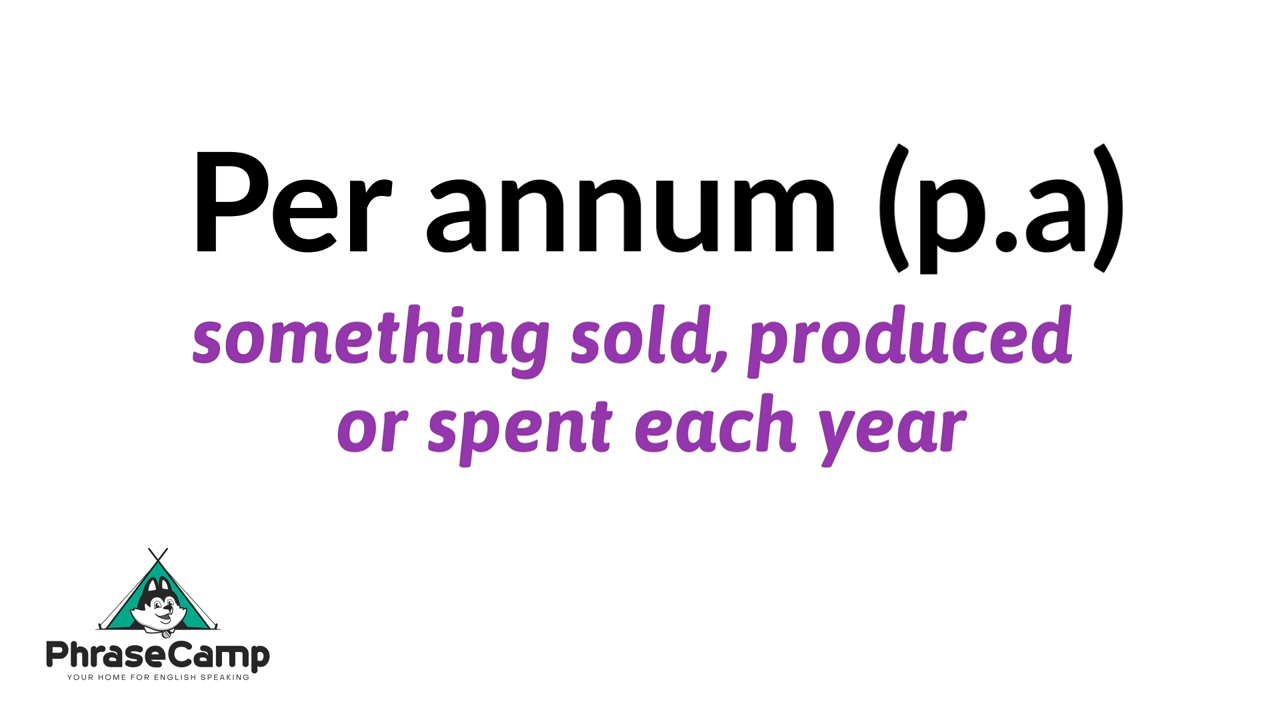 Per annum (p.a)
something sold, produced
or spent each year
PhraseCamp
YOUR HOME FOR ENGLISH SPEAKING